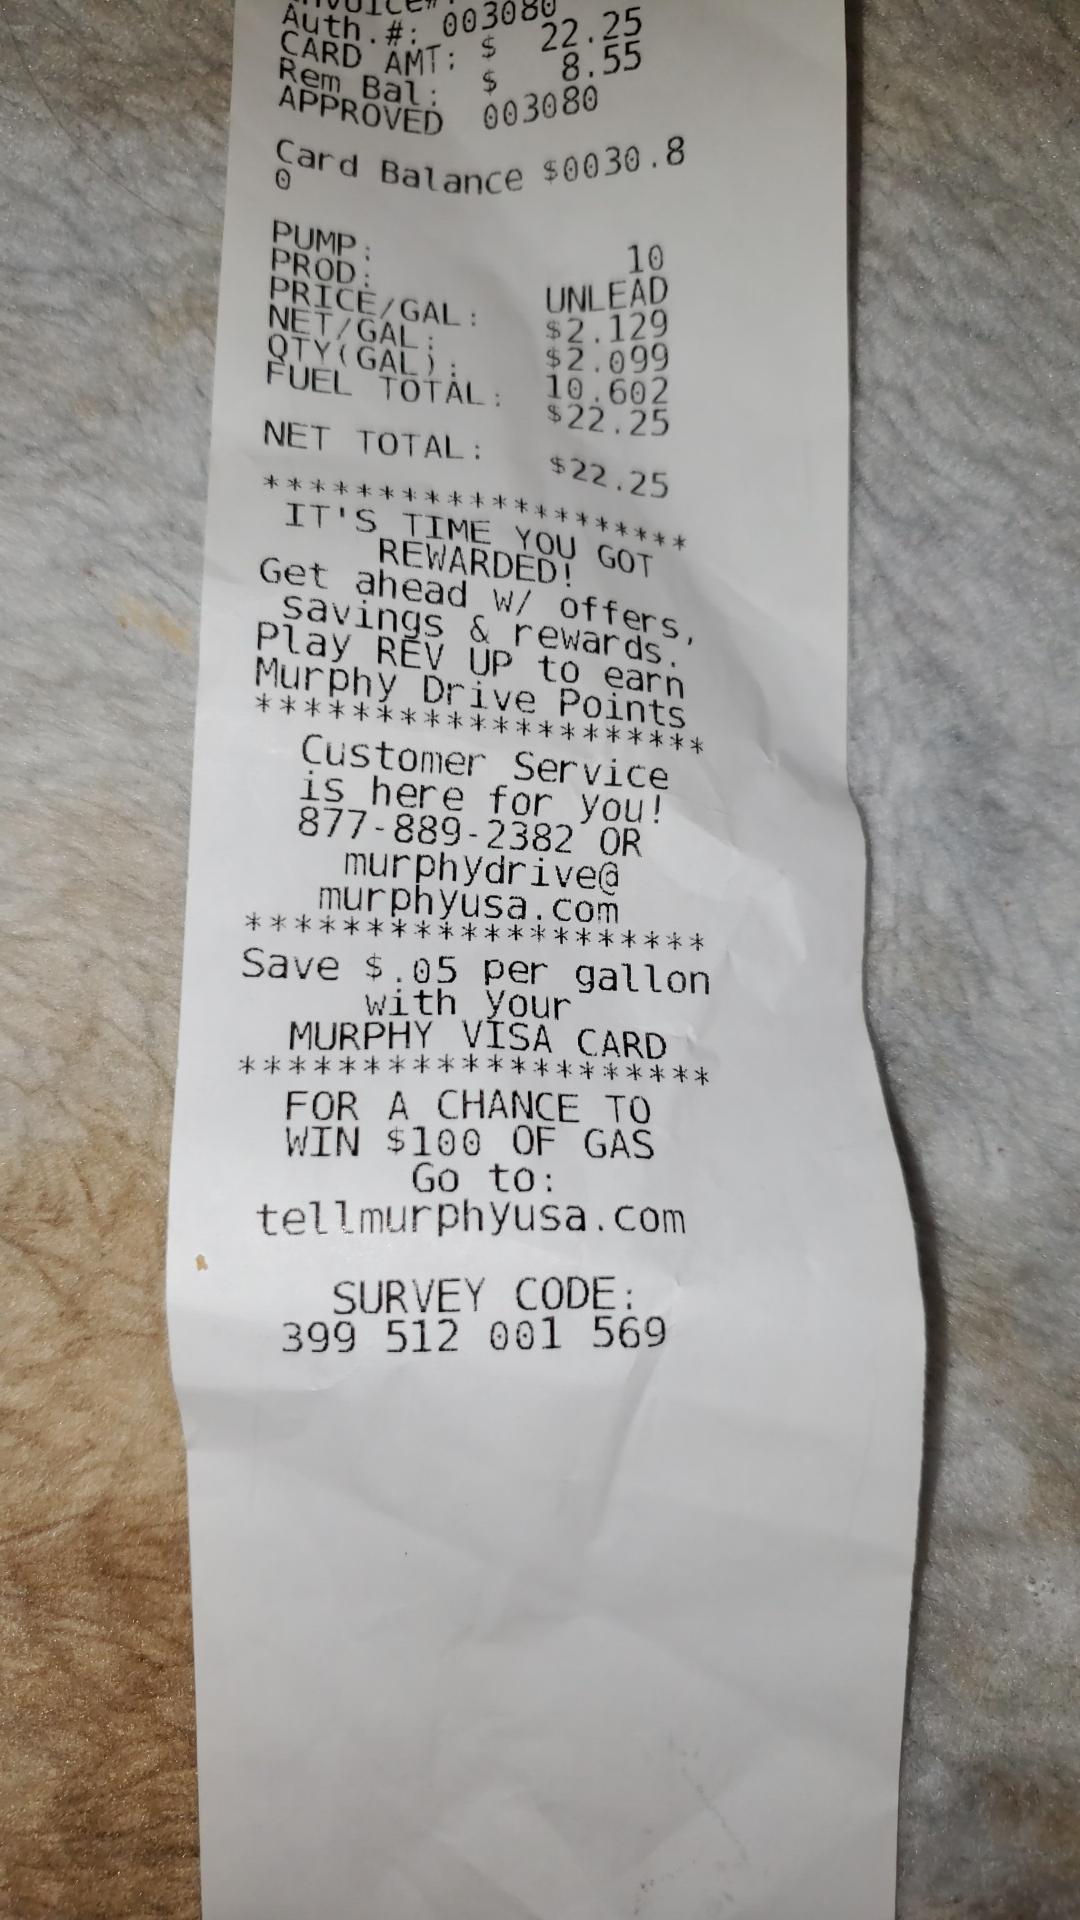 Invoice#:
Auth.#: 003080
CARD AMT: $ 22.25
Rem Bal: $ 8.55
APPROVED 003080
Card Balance $0030.8
0
PUMP: 10
PROD: UNLEAD
PRICE/GAL: $2.129
NET/GAL: $2.099
QTY(GAL): 10.602
FUEL TOTAL: $22.25
NET TOTAL: $22.25
********************
IT'S TIME YOU GOT
REWARDED!
Get ahead w/ offers,
savings & rewards.
Play REV UP to earn
Murphy Drive Points
********************
Customer Service
is here for you!
877-889-2382 OR
murphydrive@
murphyusa.com
********************
Save $.05 per gallon
with your
MURPHY VISA CARD
********************
FOR A CHANCE TO
WIN $100 OF GAS
Go to:
tellmurphyusa.com
SURVEY CODE:
399 512 001 569